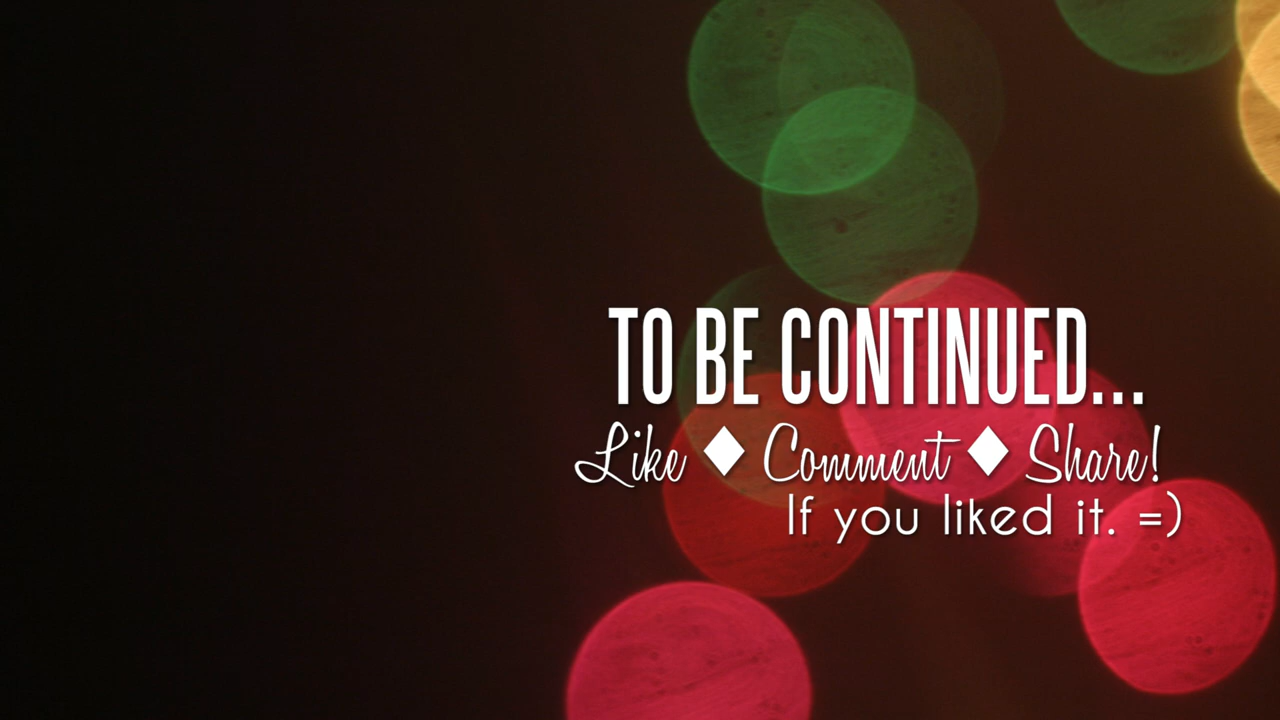 TO BE CONTINUED...
Like ♦ Comment ♦ Share!
If you liked it. =)